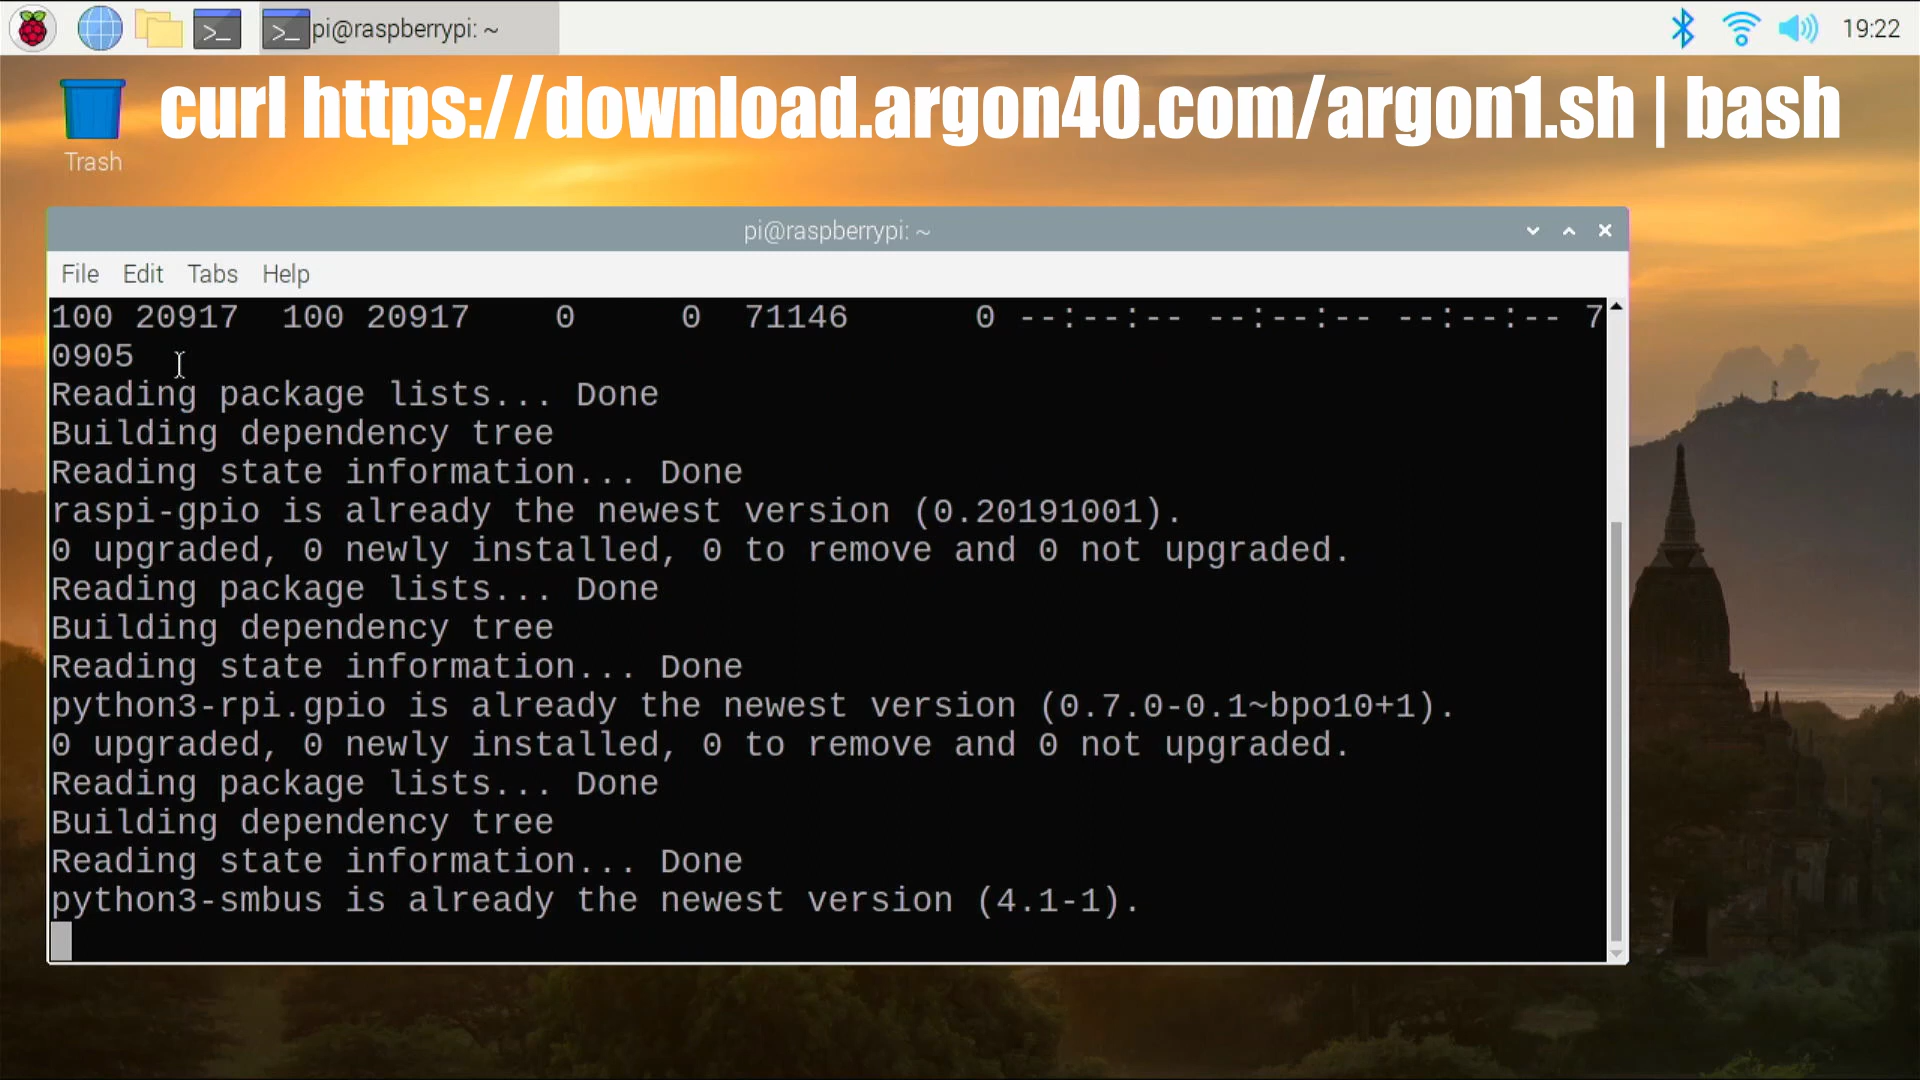 pi@raspberrypi: ~
19:22
curl https://download.argon40.com/argon1.sh | bash
Trash
pi@raspberrypi: ~
File Edit Tabs Help
100 20917  100 20917    0     0  71146      0 --:--:-- --:--:-- --:--:-- 7
0905
Reading package lists... Done
Building dependency tree
Reading state information... Done
raspi-gpio is already the newest version (0.20191001).
0 upgraded, 0 newly installed, 0 to remove and 0 not upgraded.
Reading package lists... Done
Building dependency tree
Reading state information... Done
python3-rpi.gpio is already the newest version (0.7.0-0.1~bpo10+1).
0 upgraded, 0 newly installed, 0 to remove and 0 not upgraded.
Reading package lists... Done
Building dependency tree
Reading state information... Done
python3-smbus is already the newest version (4.1-1).